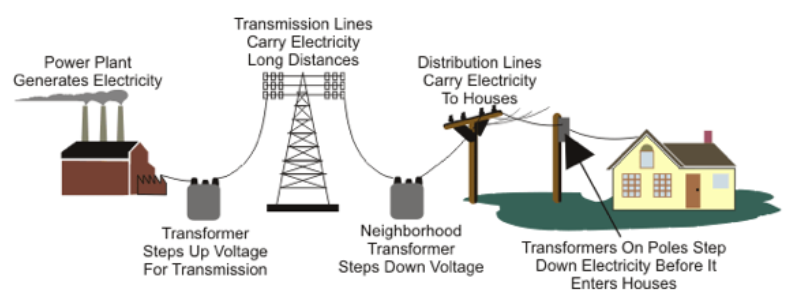 Power Plant
Generates Electricity
Transmission Lines
Carry Electricity
Long Distances
Distribution Lines
Carry Electricity
To Houses
Transformer
Steps Up Voltage
For Transmission
Neighborhood
Transformer
Steps Down Voltage
Transformers On Poles Step
Down Electricity Before It
Enters Houses